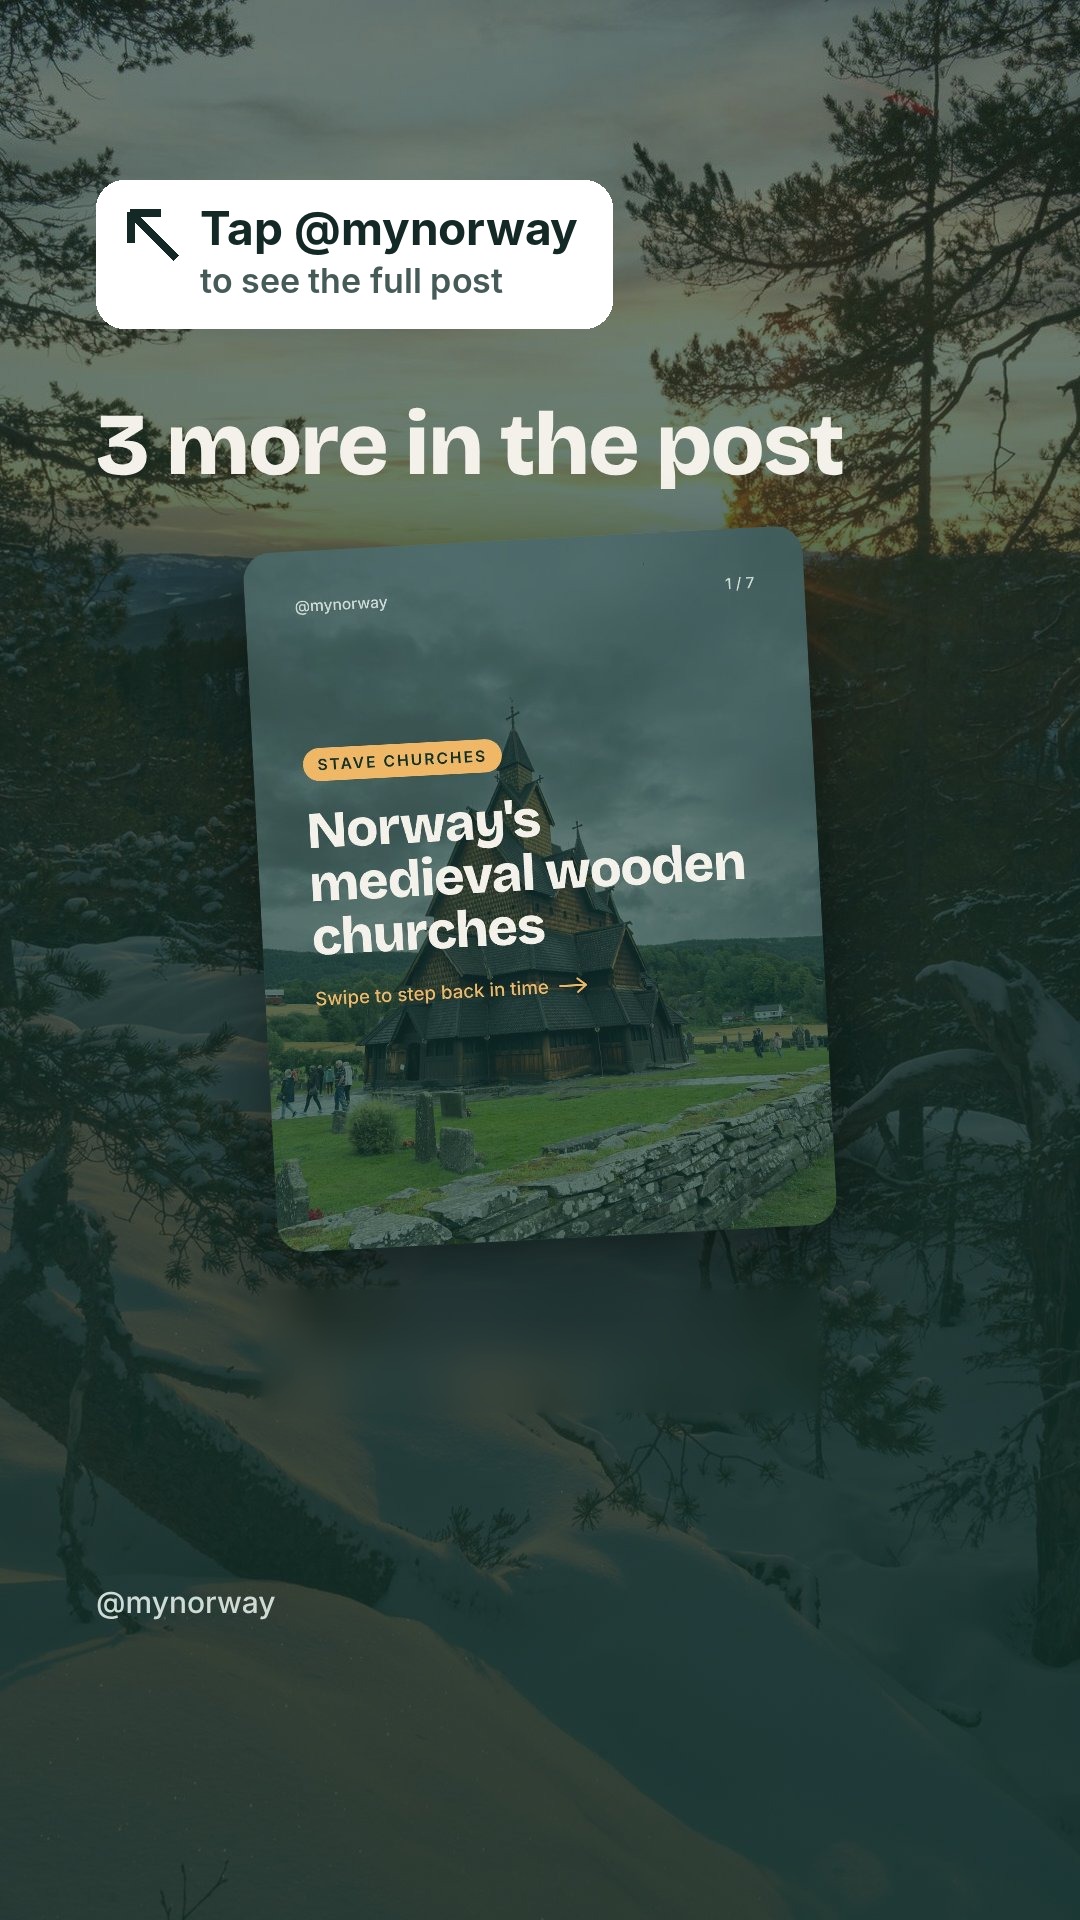 Tap @mynorway
to see the full post
3 more in the post
@mynorway
1 / 7
STAVE CHURCHES
Norway's
medieval wooden
churches
Swipe to step back in time →
@mynorway